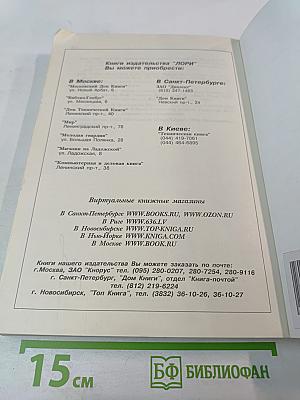 Книги издательства "ЛОРИ"
Вы можете приобрести:
В Москве:
"Московский Дом Книги"
ул. Новый Арбат, 8
"Библио-Глобус"
ул. Мясницкая, 6
"Дом Технической Книги"
Ленинский пр-т, 40
"Мир"
Ленинградский пр-т, 78
"Молодая гвардия"
ул. Большая Полянка, 28
"Магазин на Ладожской"
ул. Ладожская, 8
"Компьютерная и деловая книга"
Ленинский пр-т, 38
В Санкт-Петербурге:
ЗАО "Диалект"
(812) 247-1483
"Дом Книги"
Невский пр-т, 28
В Киеве:
"Техническая книга"
(044) 419-7061
(044) 464-6895
Виртуальные книжные магазины
В Санкт-Петербурге WWW.BOOKS.RU, WWW.OZON.RU
В Риге WWW.636.LV
В Новосибирске WWW.TOP-KNIGA.RU
В Нью-Йорке WWW.KNIGA.COM
В Москве WWW.BOOK.RU
Книги нашего издательства Вы можете заказать по почте:
г.Москва, ЗАО "Кнорус" тел. (095) 280-0207, 280-7254, 280-9116
г. Санкт-Петербург, "Дом Книги", отдел "Книга-почтой"
тел. (812) 219-6224
г. Новосибирск, "Топ Книга", тел. (3832) 36-10-26, 36-10-27
15 см
БФ БИБЛИОФАН